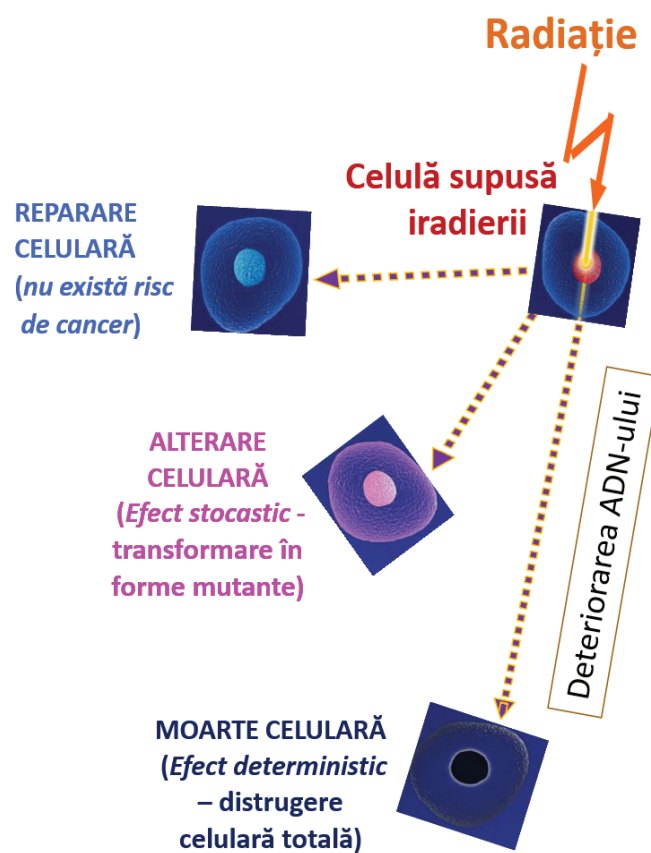 Radiație
Celulă supusă
iradierii
REPARARE
CELULARĂ
(nu există risc
de cancer)
ALTERARE
CELULARĂ
(Efect stocastic -
transformare în
forme mutante)
Deteriorarea ADN-ului
MOARTE CELULARĂ
(Efect deterministic
– distrugere
celulară totală)